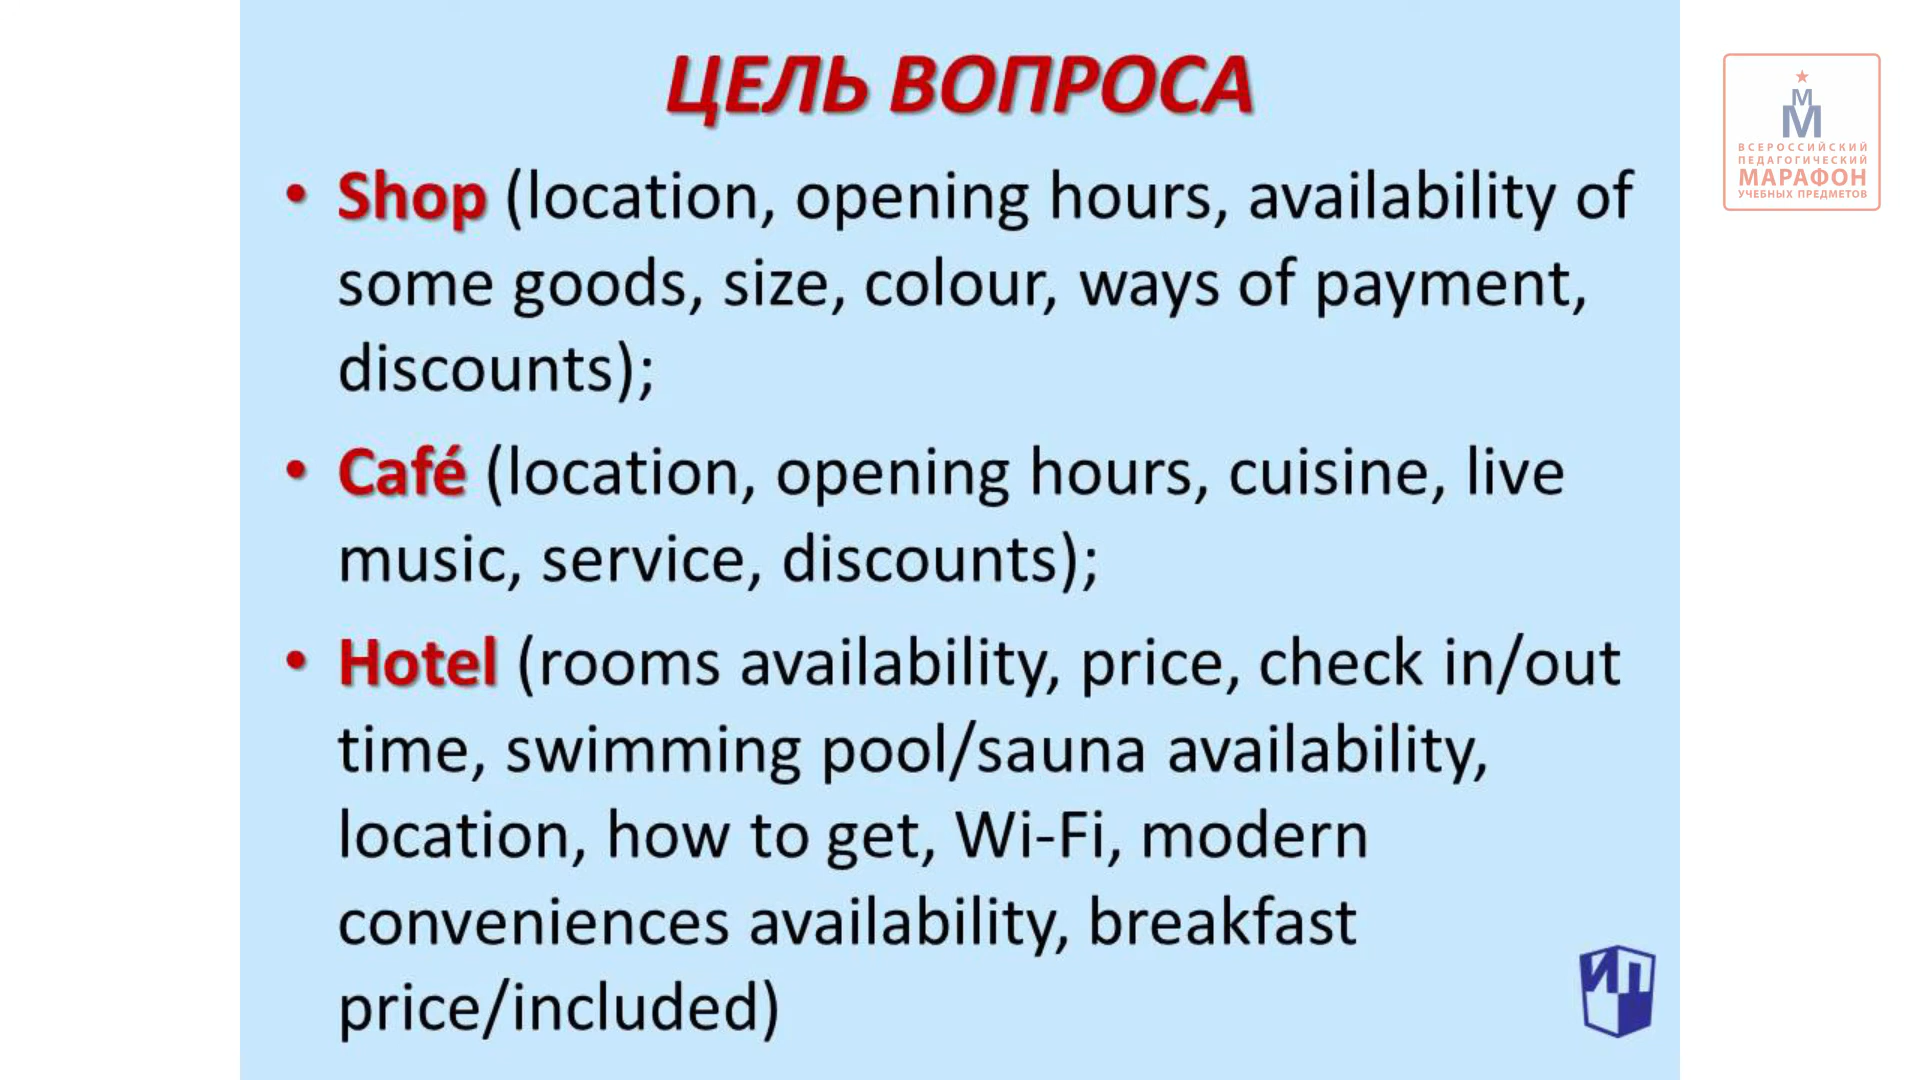 ЦЕЛЬ ВОПРОСА
• Shop (location, opening hours, availability of
some goods, size, colour, ways of payment,
discounts);
• Café (location, opening hours, cuisine, live
music, service, discounts);
• Hotel (rooms availability, price, check in/out
time, swimming pool/sauna availability,
location, how to get, Wi-Fi, modern
conveniences availability, breakfast
price/included)
ИП
М
М
ВСЕРОССИЙСКИЙ
ПЕДАГОГИЧЕСКИЙ
МАРАФОН
УЧЕБНЫХ ПРЕДМЕТОВ